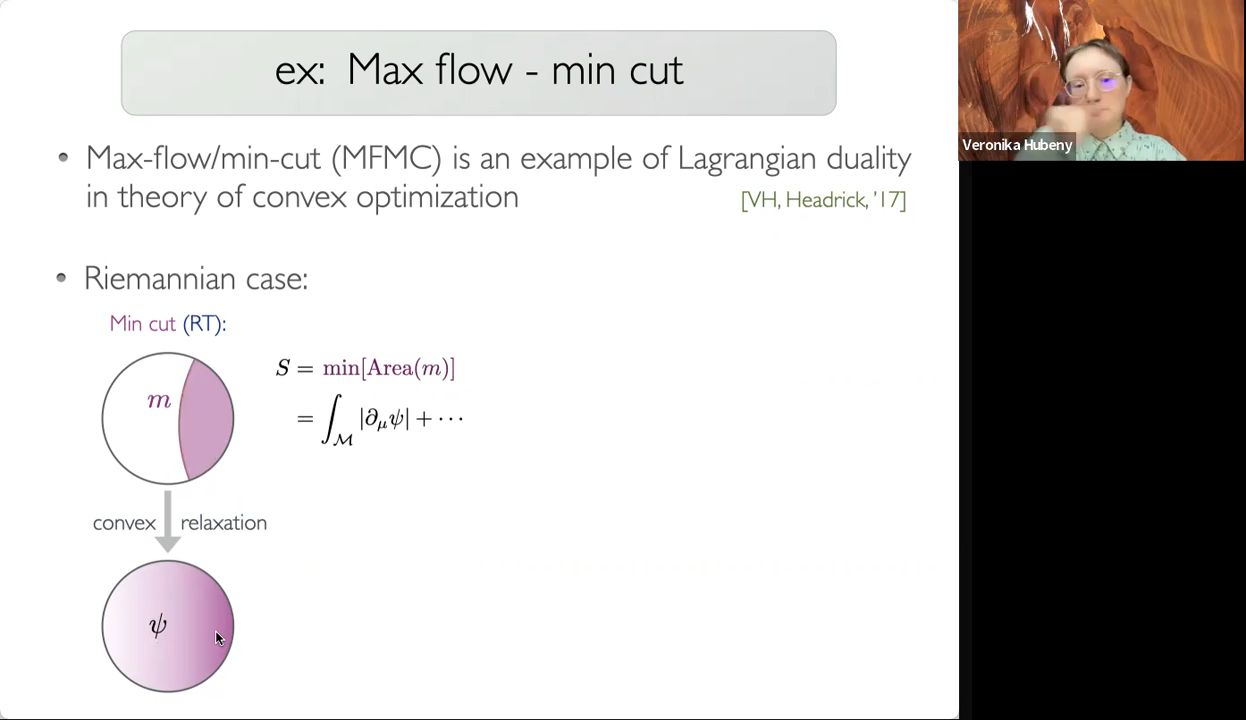 ex: Max flow - min cut
• Max-flow/min-cut (MFMC) is an example of Lagrangian duality
in theory of convex optimization [VH, Headrick, '17]
• Riemannian case:
Min cut (RT):
m
S = min[Area(m)]
= ∫_M |∂_μψ| + ⋯
convex relaxation
ψ
Veronika Hubeny